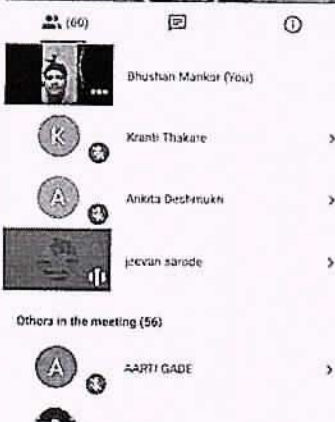 (60)
Bhushan Mankar (You)
K
Kranti Thakare
A
Ankita Deshmukh
jeevan sarode
Others in the meeting (56)
A
AARTI GADE